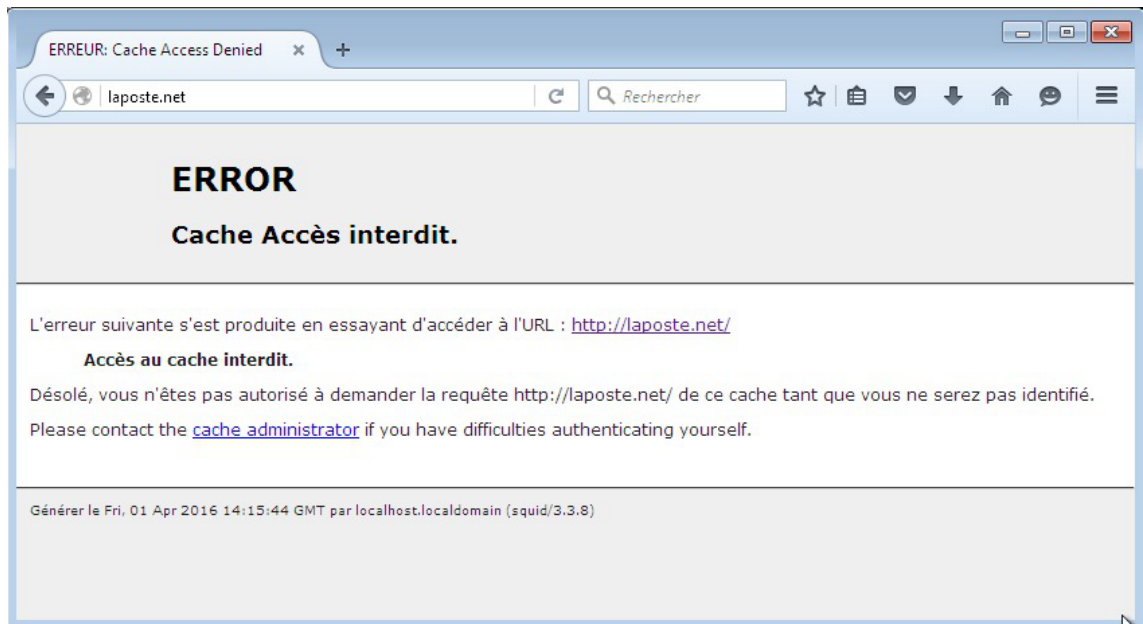 ERREUR: Cache Access Denied
laposte.net
Rechercher
ERROR
Cache Accès interdit.
L'erreur suivante s'est produite en essayant d'accéder à l'URL : http://laposte.net/
Accès au cache interdit.
Désolé, vous n'êtes pas autorisé à demander la requête http://laposte.net/ de ce cache tant que vous ne serez pas identifié.
Please contact the cache administrator if you have difficulties authenticating yourself.
Générer le Fri, 01 Apr 2016 14:15:44 GMT par localhost.localdomain (squid/3.3.8)